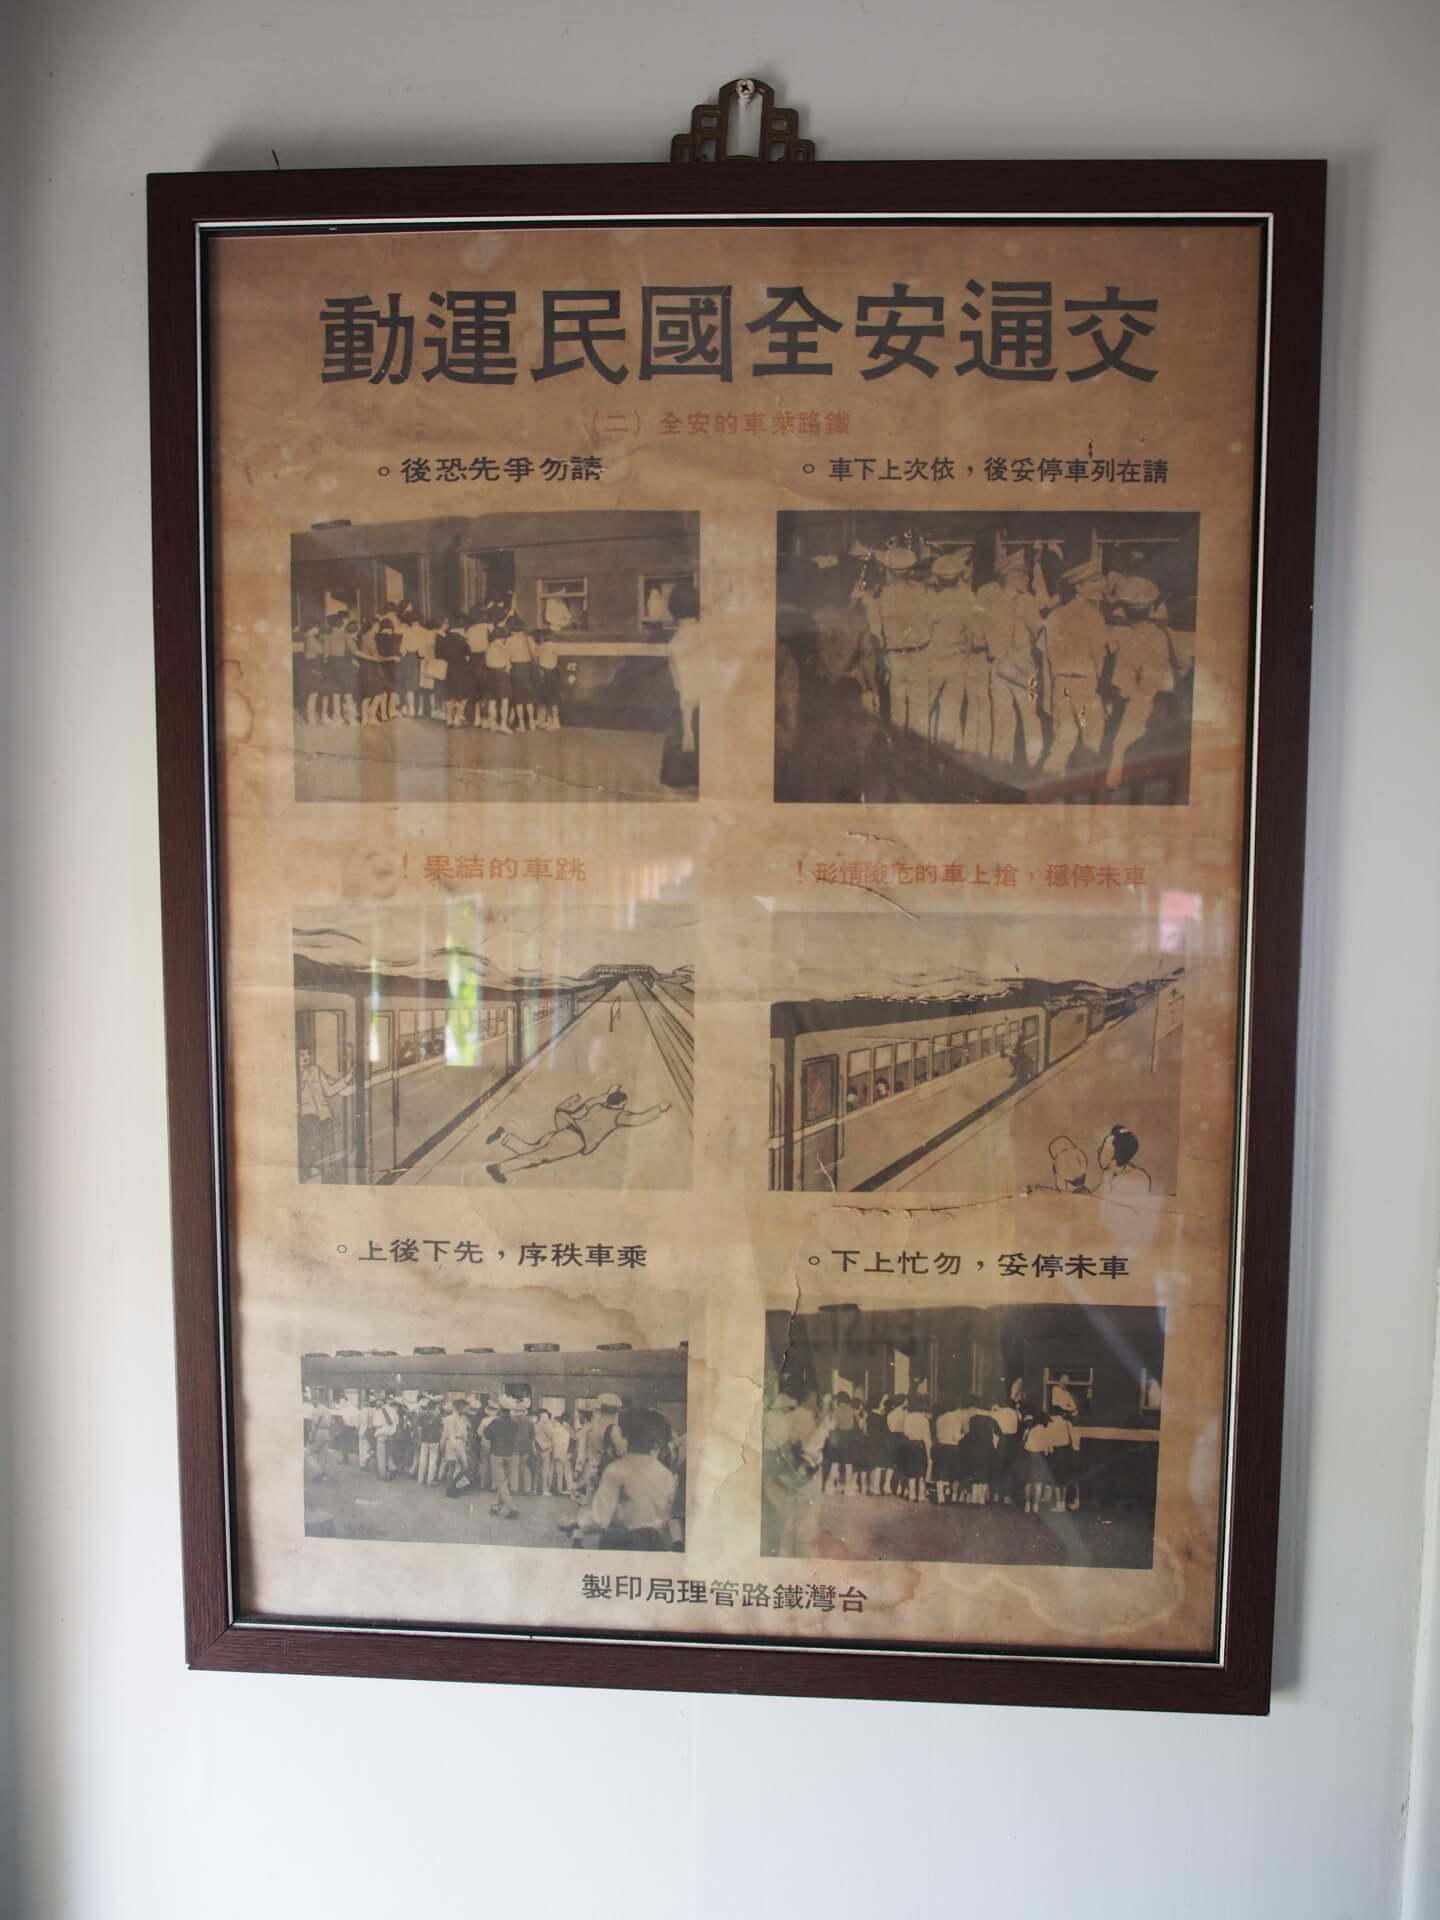 交通安全國民運動
鐵路乘車的安全（二）
請在列車停妥後，依次上下車。
請勿爭先恐後。
車未停穩，搶上車的危險情形！
跳車的結果！
車未停妥，勿忙上下。
乘車秩序，先下後上。
台灣鐵路管理局印製